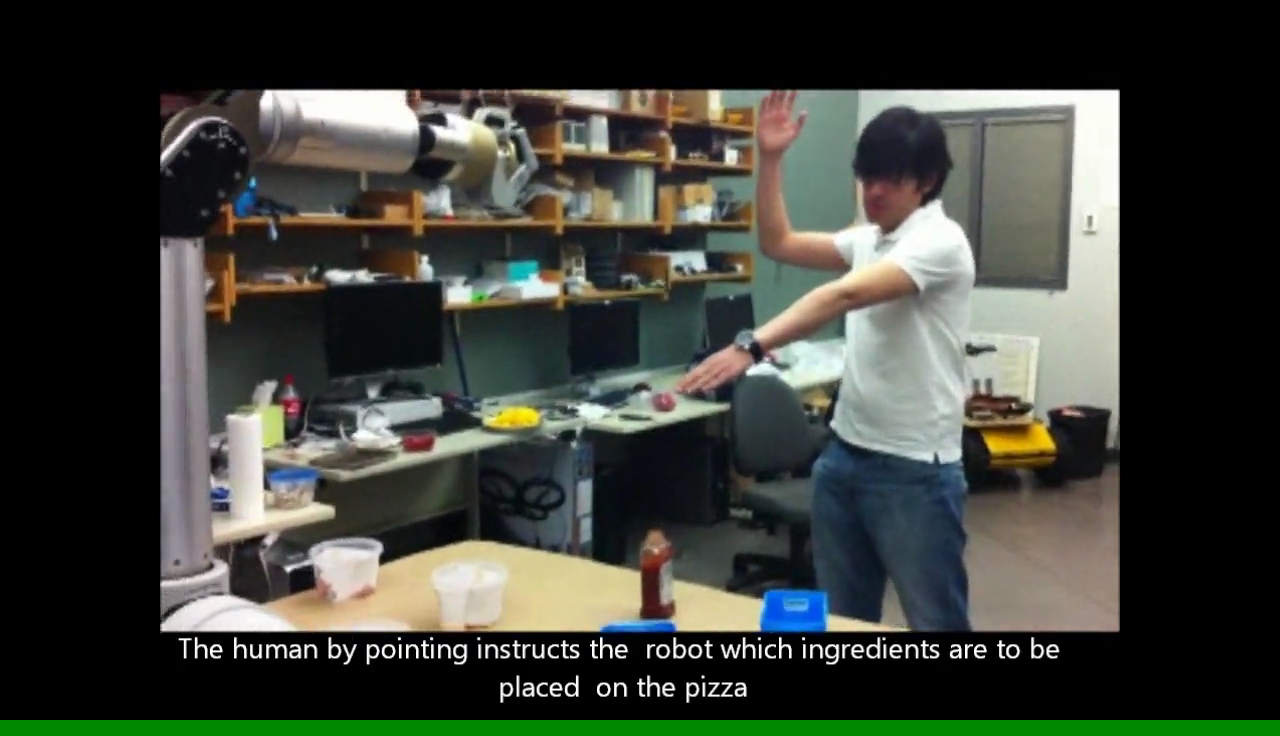 The human by pointing instructs the  robot which ingredients are to be
placed  on the pizza